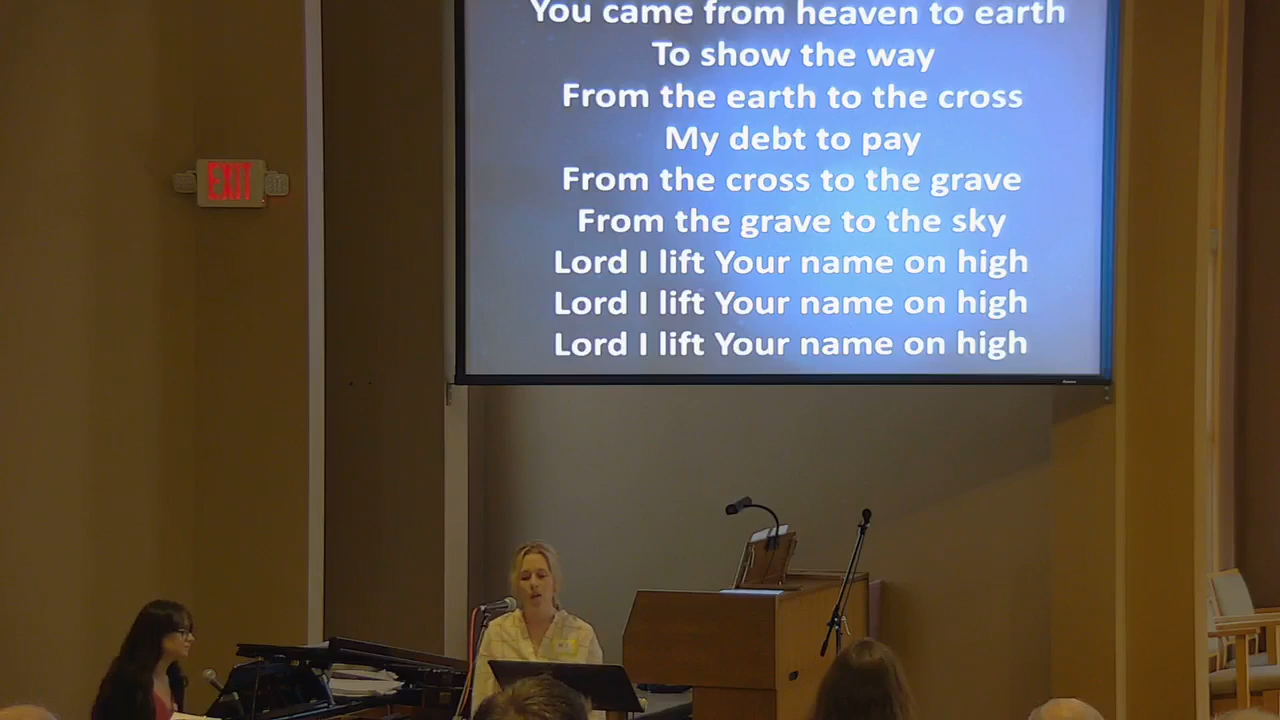 EXIT
You came from heaven to earth
To show the way
From the earth to the cross
My debt to pay
From the cross to the grave
From the grave to the sky
Lord I lift Your name on high
Lord I lift Your name on high
Lord I lift Your name on high